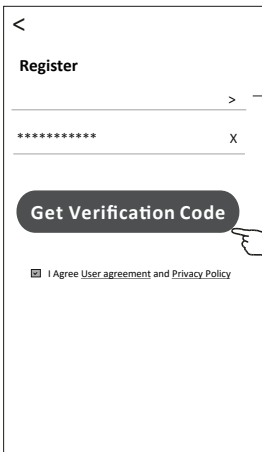 <
Register
>
*********** X
Get Verification Code
I Agree User agreement and Privacy Policy